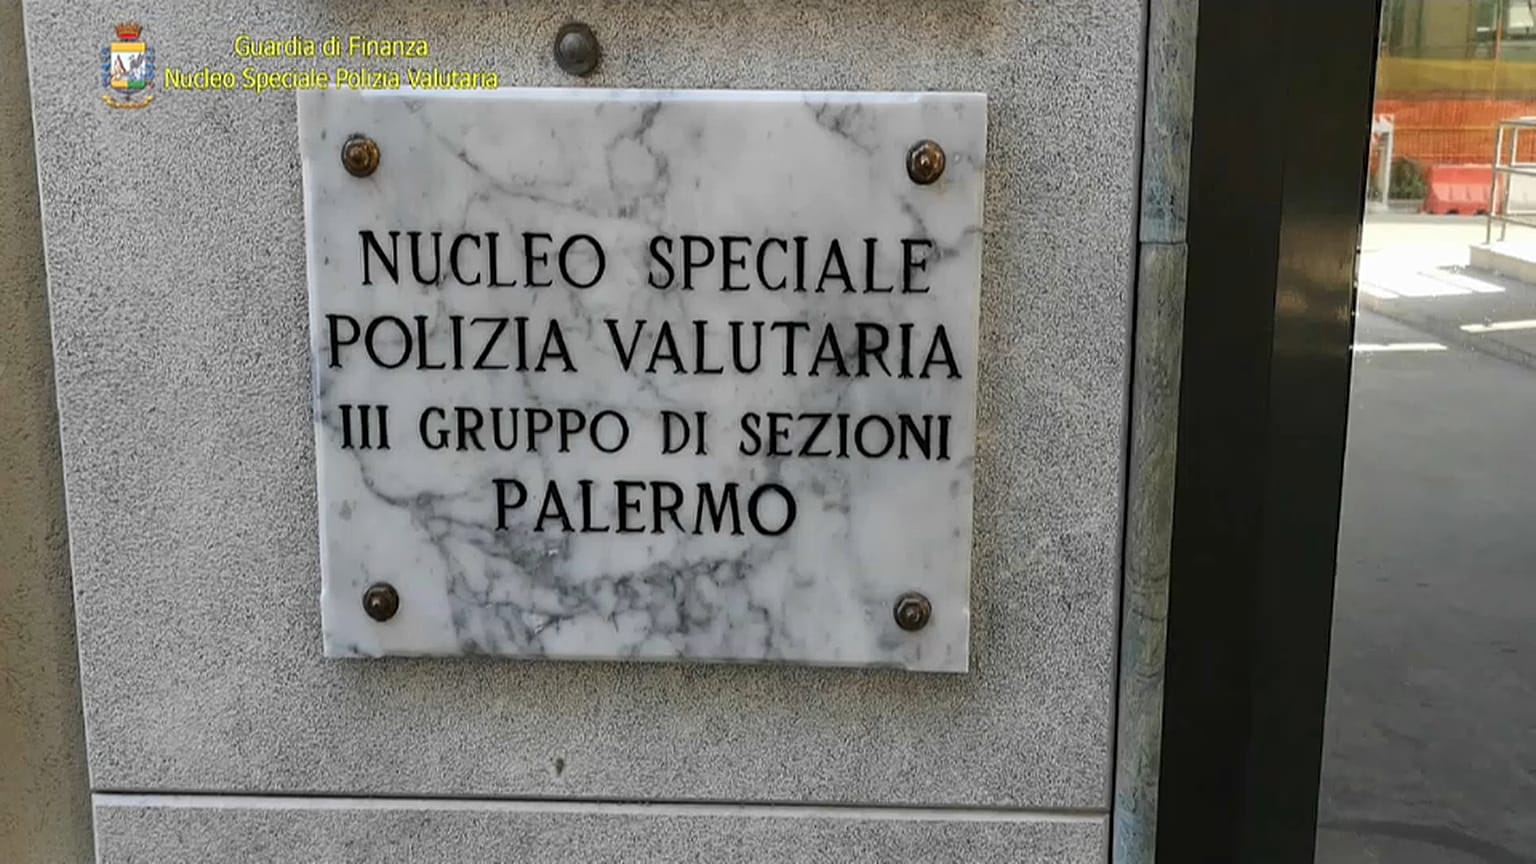 Guardia di Finanza
Nucleo Speciale Polizia Valutaria
NUCLEO SPECIALE
POLIZIA VALUTARIA
III GRUPPO DI SEZIONI
PALERMO